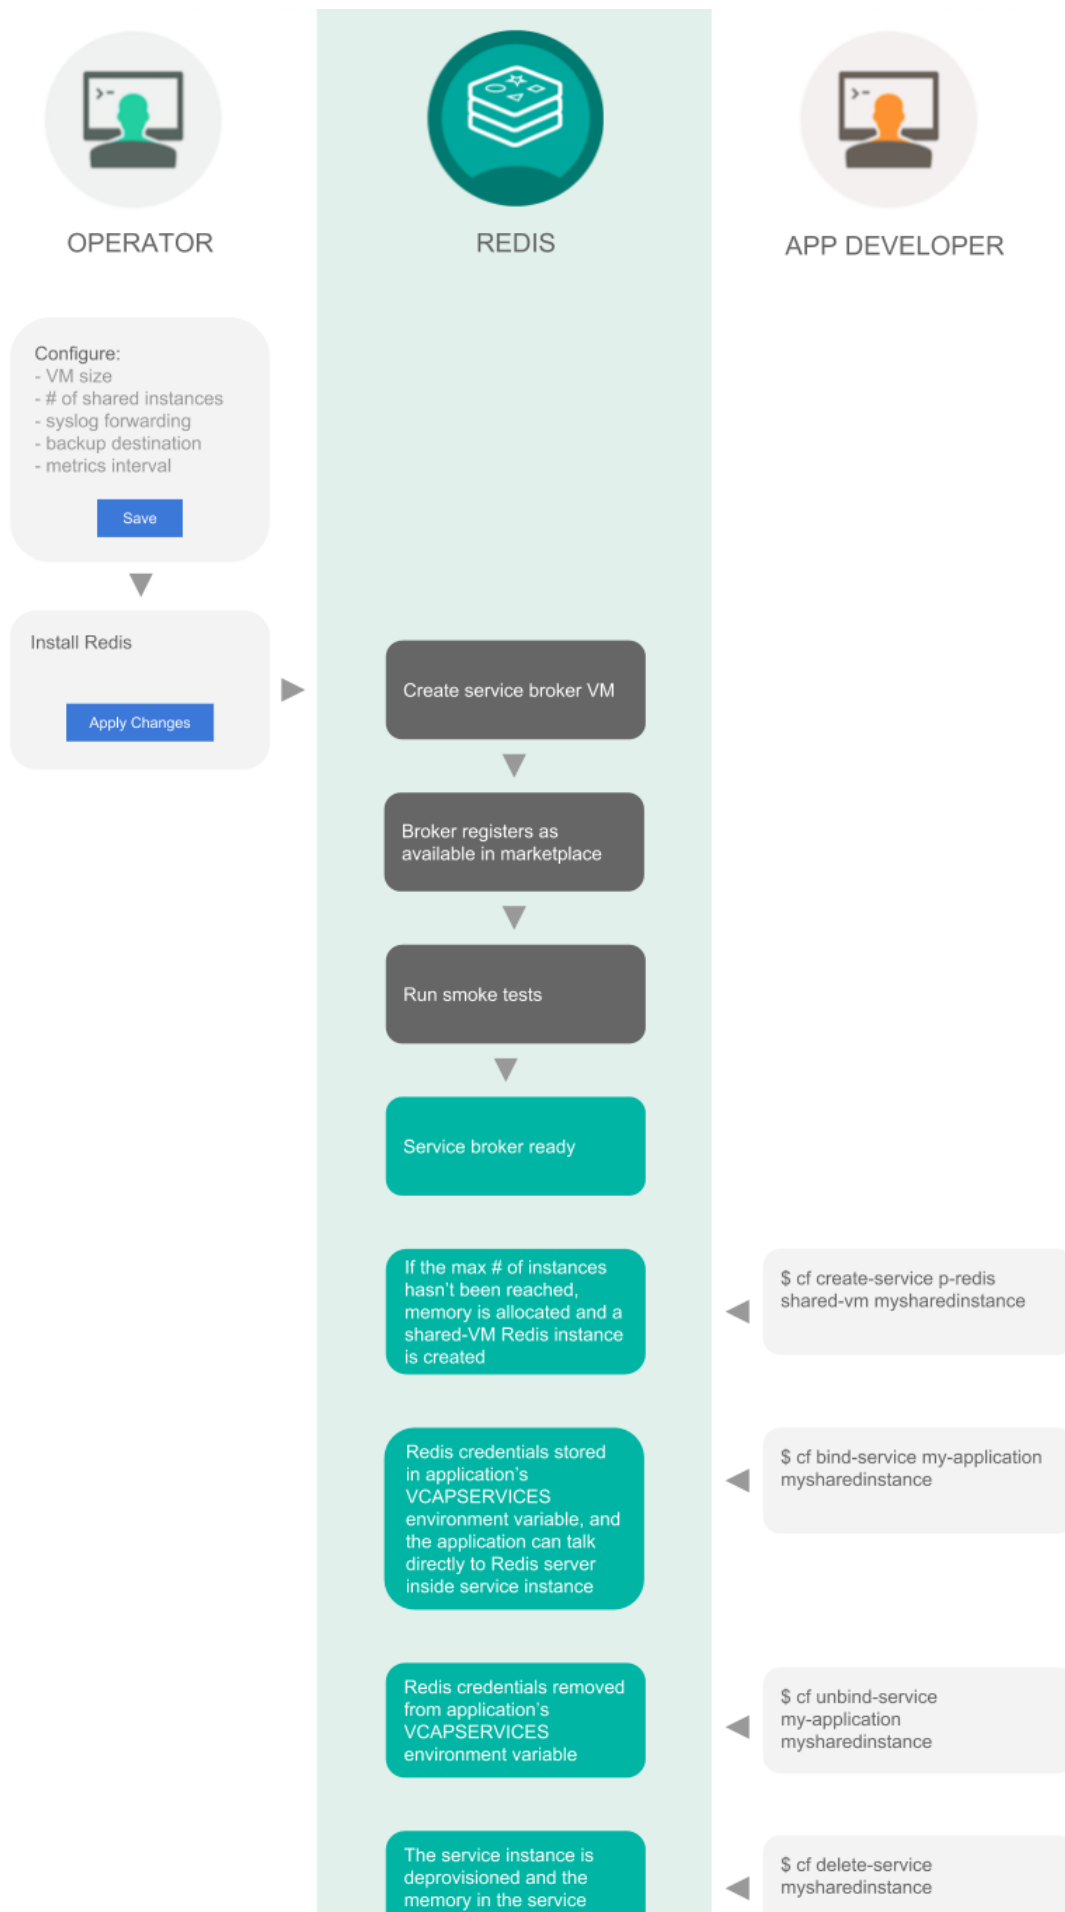 OPERATOR
REDIS
APP DEVELOPER
Configure:
- VM size
- # of shared instances
- syslog forwarding
- backup destination
- metrics interval
Save
Install Redis
Apply Changes
Create service broker VM
Broker registers as
available in marketplace
Run smoke tests
Service broker ready
If the max # of instances
hasn't been reached,
memory is allocated and a
shared-VM Redis instance
is created
$ cf create-service p-redis
shared-vm mysharedinstance
Redis credentials stored
in application's
VCAPSERVICES
environment variable, and
the application can talk
directly to Redis server
inside service instance
$ cf bind-service my-application
mysharedinstance
Redis credentials removed
from application's
VCAPSERVICES
environment variable
$ cf unbind-service
my-application
mysharedinstance
The service instance is
deprovisioned and the
memory in the service
$ cf delete-service
mysharedinstance